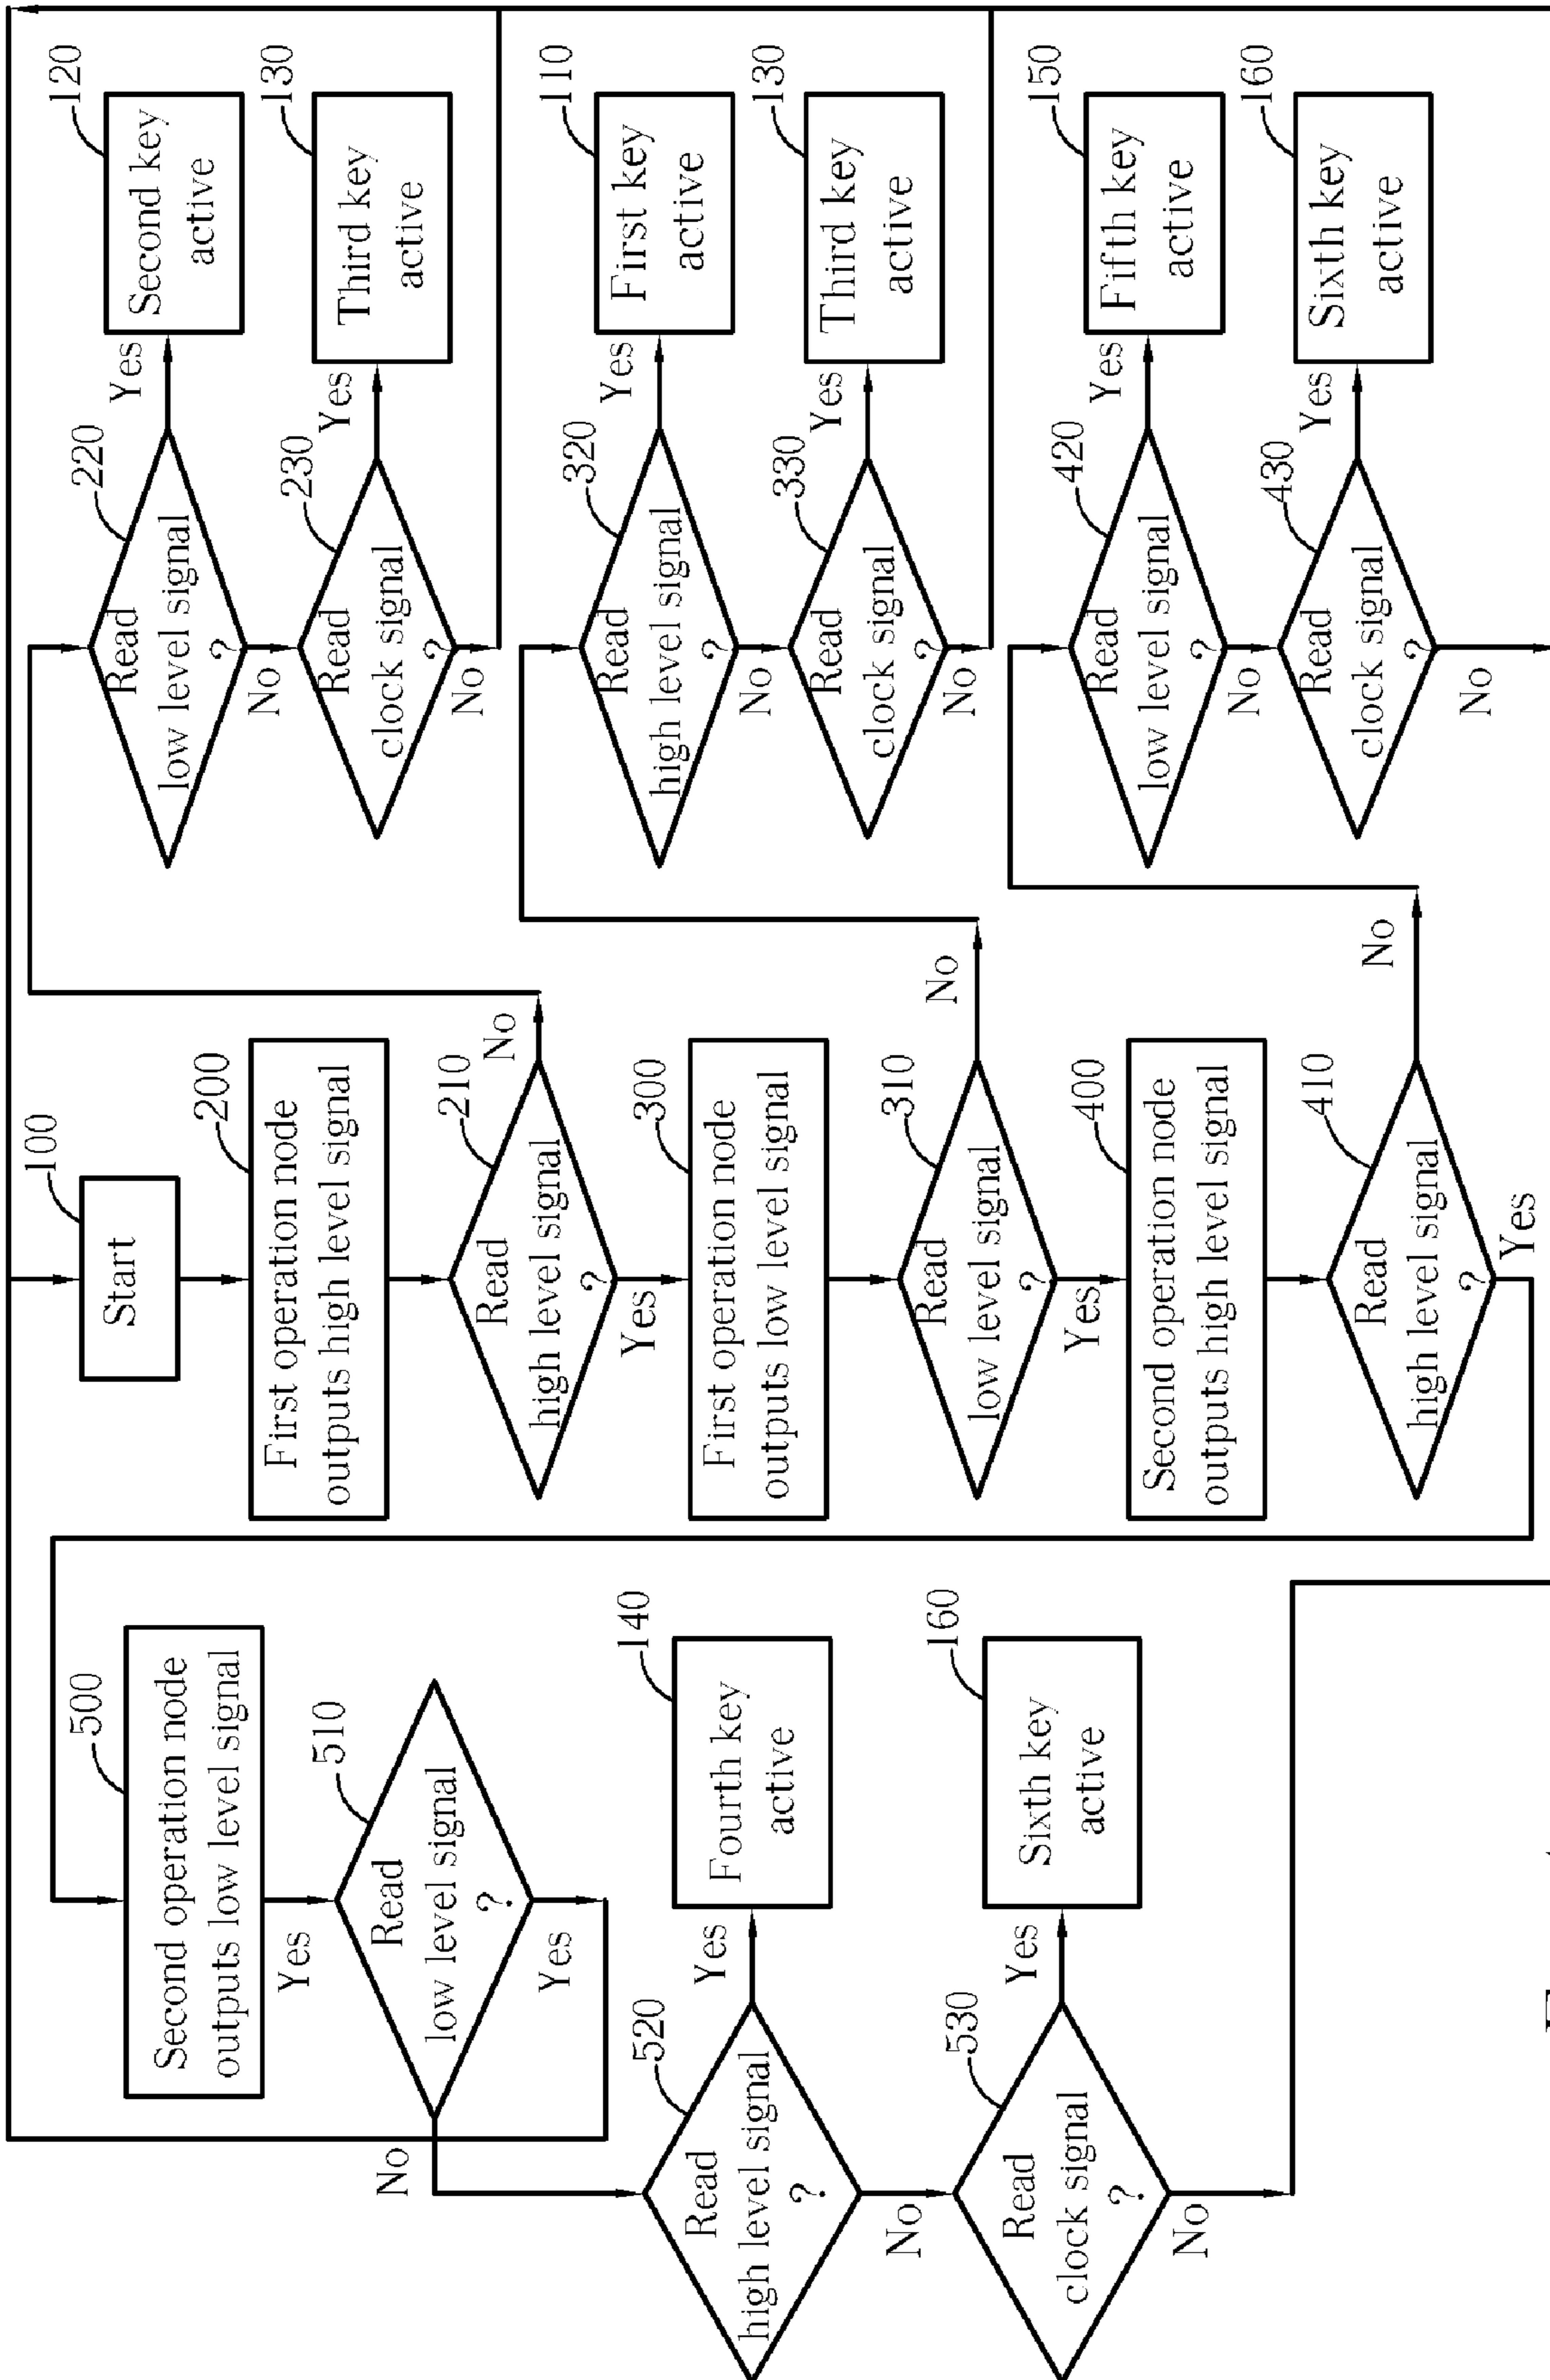 100
Start
200
First operation node
outputs high level signal
210
Read
high level signal
?
No
Yes
300
First operation node
outputs low level signal
310
Read
low level signal
?
No
Yes
400
Second operation node
outputs high level signal
410
Read
high level signal
?
No
Yes
220
Read
low level signal
?
Yes
No
120
Second key
active
230
Read
clock signal
?
Yes
No
130
Third key
active
320
Read
high level signal
?
Yes
No
110
First key
active
330
Read
clock signal
?
Yes
No
130
Third key
active
420
Read
low level signal
?
Yes
No
150
Fifth key
active
430
Read
clock signal
?
Yes
No
160
Sixth key
active
500
Second operation node
outputs low level signal
Yes
510
Read
low level signal
?
Yes
No
520
Read
high level signal
?
Yes
No
140
Fourth key
active
530
Read
clock signal
?
Yes
No
160
Sixth key
active